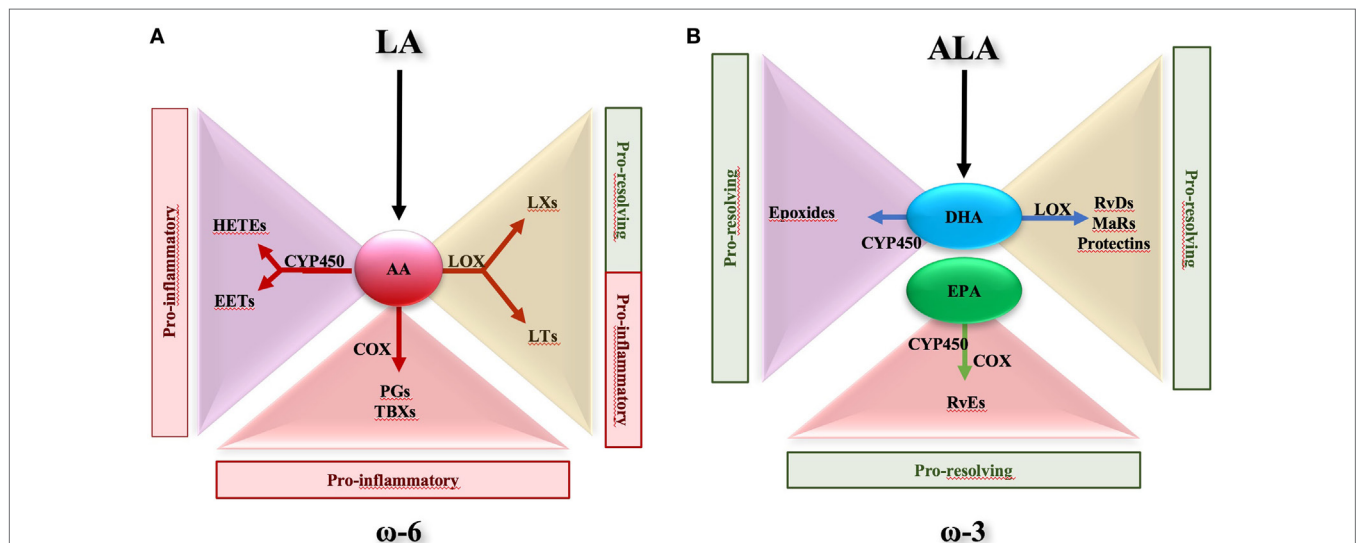 A
LA
Pro-inflammatory
HETEs
CYP450
EETs
AA
LOX
LXs
LTs
COX
PGs
TBXs
Pro-resolving
Pro-inflammatory
Pro-inflammatory
ω-6
B
ALA
Pro-resolving
Epoxides
CYP450
DHA
LOX
RvDs
MaRs
Protectins
EPA
CYP450
COX
RvEs
Pro-resolving
Pro-resolving
ω-3